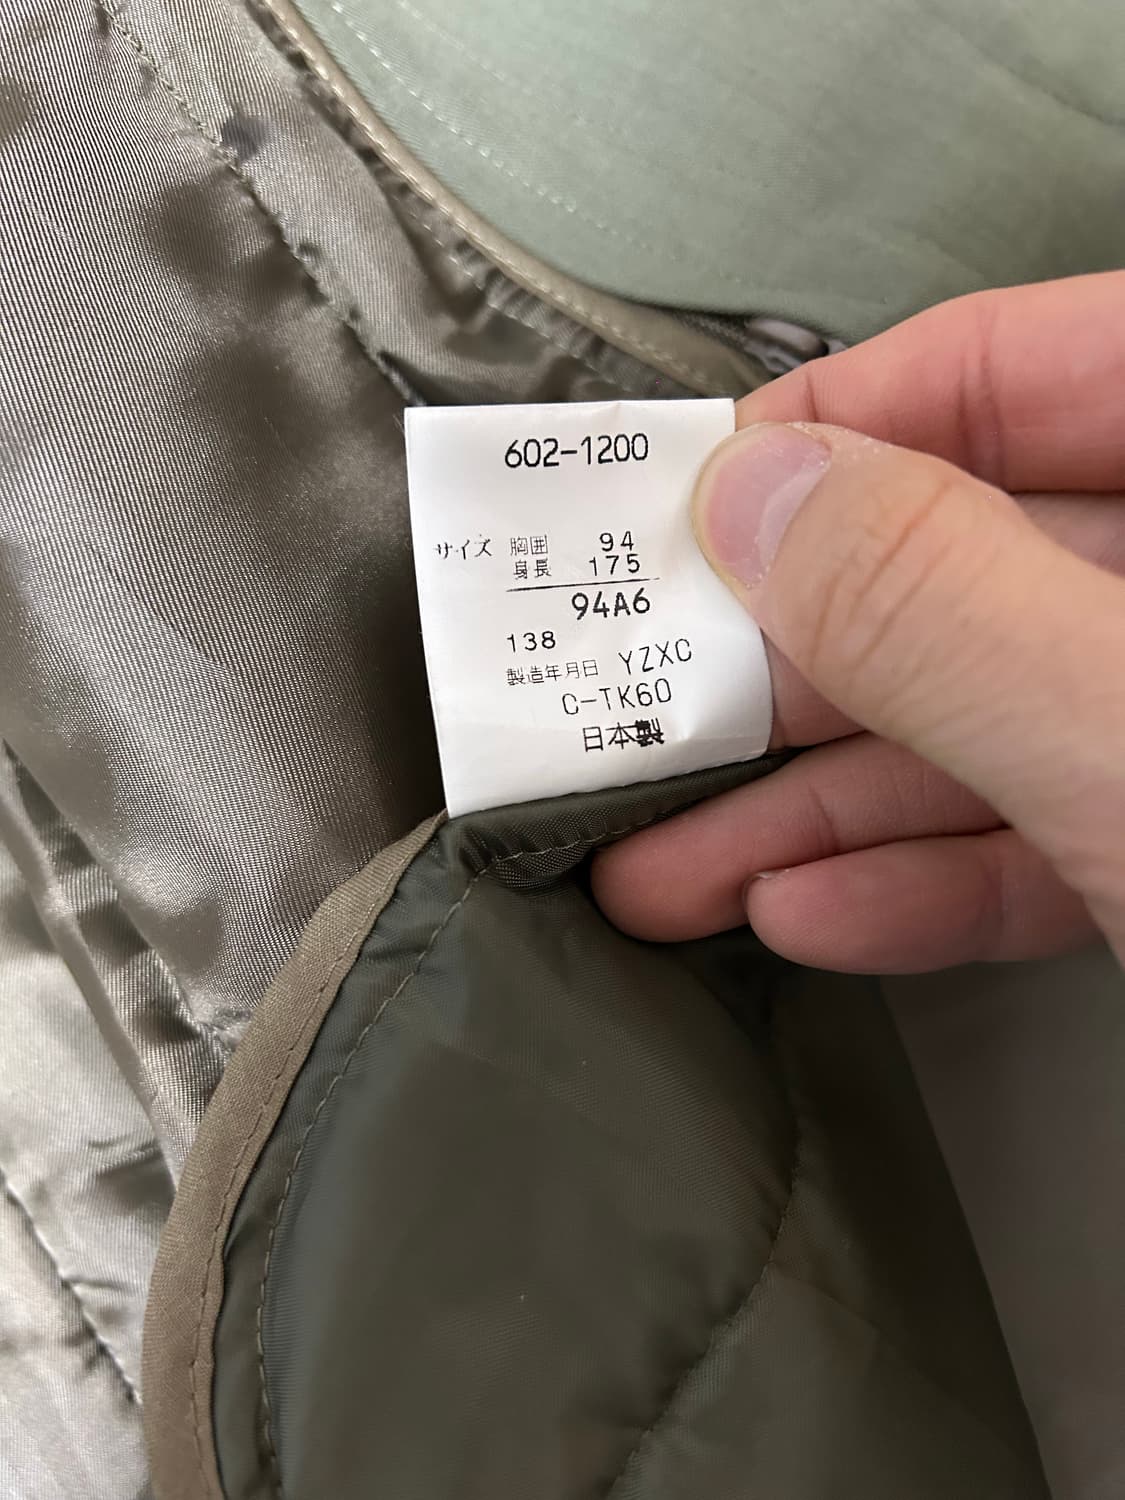 602-1200
サイズ 胸囲 94
身長 175
94A6
138
製造年月日 YZXC
C-TK60
日本製